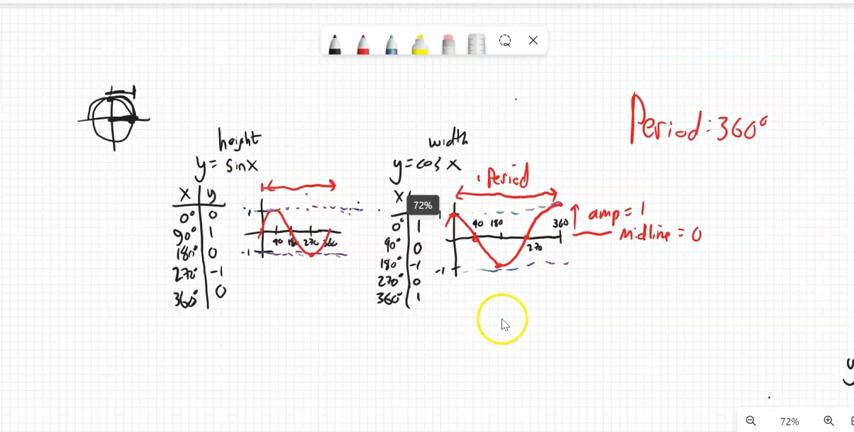 Period: 360°
height
y = sin x
x y
0° 0
90° 1
180° 0
270° -1
360° 0
1
-1
90 180 270 360
width
y = cos x
x
72%
0° 1
90° 0
180° -1
270° 0
360° 1
1 Period
-1
90 180 270 360
amp = 1
midline = 0
y
72%